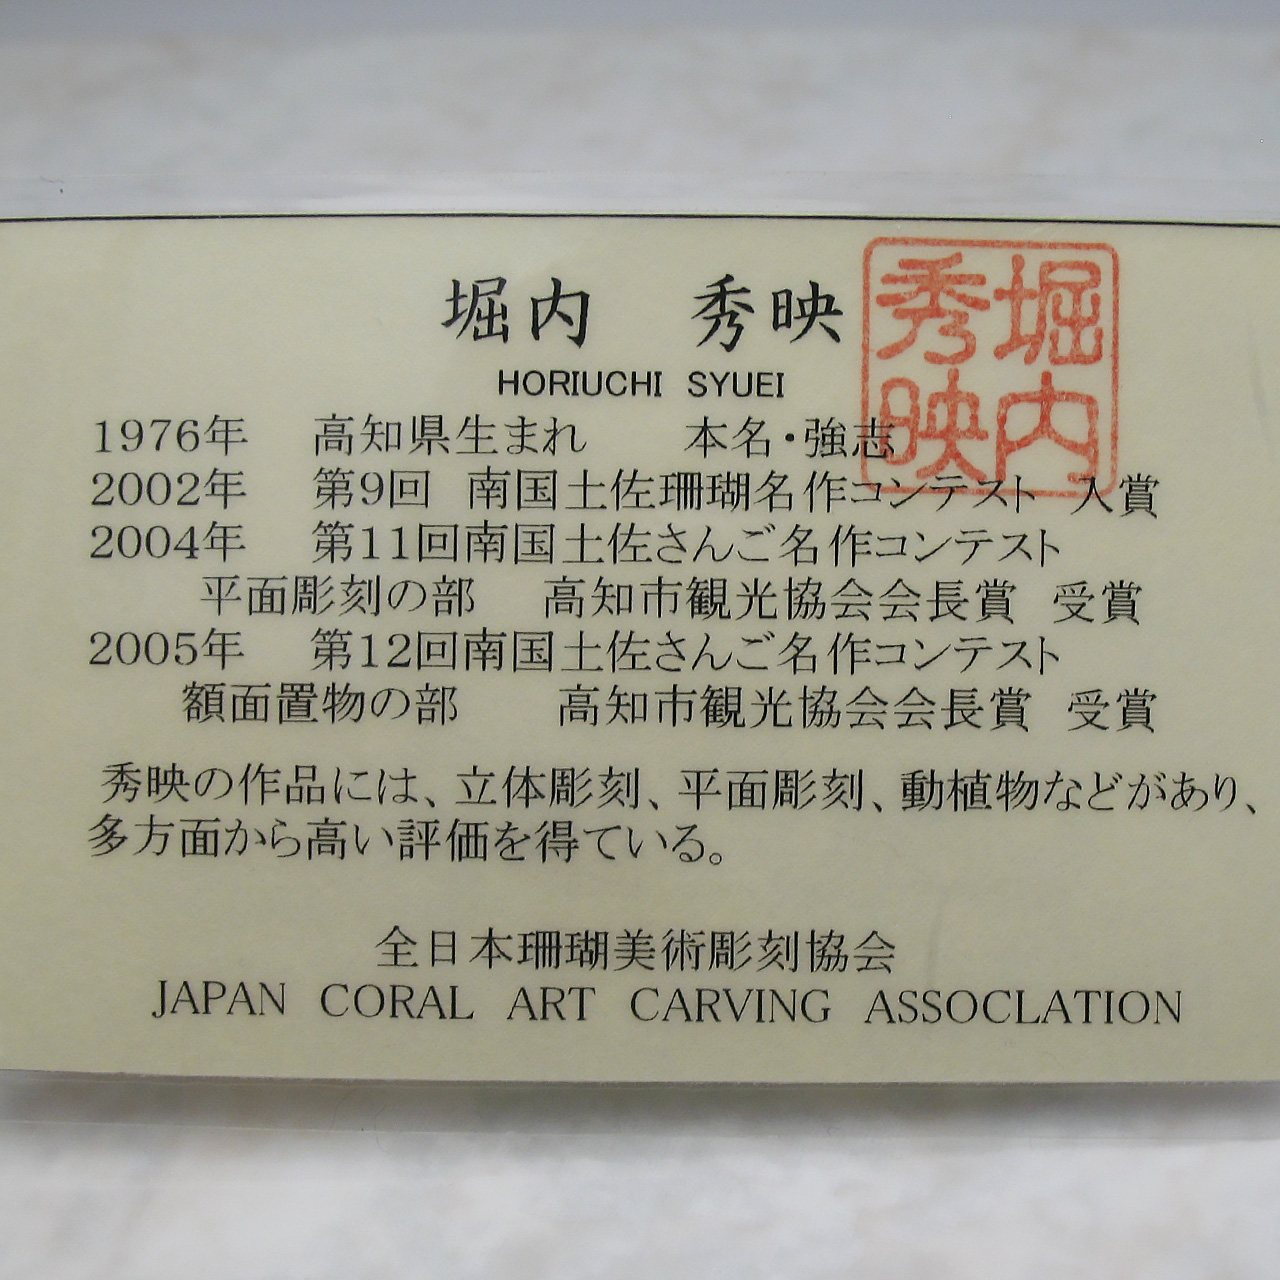 堀内 秀映
堀内秀映
HORIUCHI SYUEI
1976年 高知県生まれ 本名・強志
2002年 第9回 南国土佐珊瑚名作コンテスト 入賞
2004年 第11回南国土佐さんご名作コンテスト
平面彫刻の部 高知市観光協会会長賞 受賞
2005年 第12回南国土佐さんご名作コンテスト
額面置物の部 高知市観光協会会長賞 受賞
秀映の作品には、立体彫刻、平面彫刻、動植物などがあり、
多方面から高い評価を得ている。
全日本珊瑚美術彫刻協会
JAPAN CORAL ART CARVING ASSOCLATION